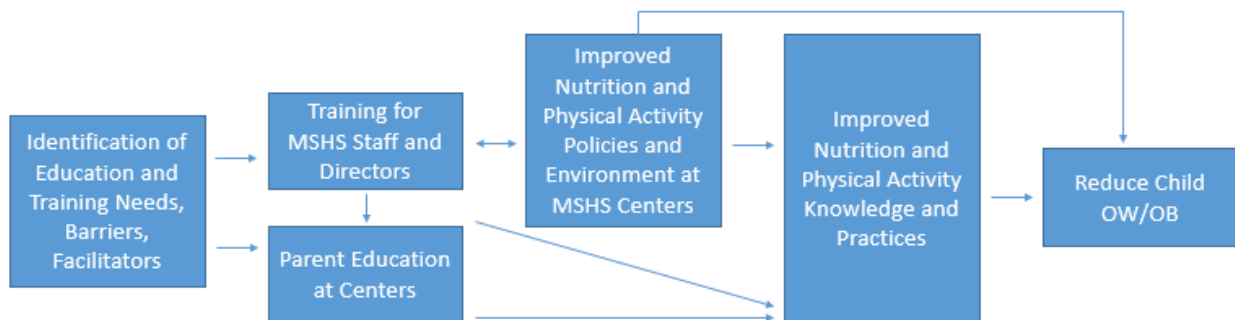 Identification of
Education and
Training Needs,
Barriers,
Facilitators
Training for
MSHS Staff and
Directors
Parent Education
at Centers
Improved
Nutrition and
Physical Activity
Policies and
Environment at
MSHS Centers
Improved
Nutrition and
Physical Activity
Knowledge and
Practices
Reduce Child
OW/OB